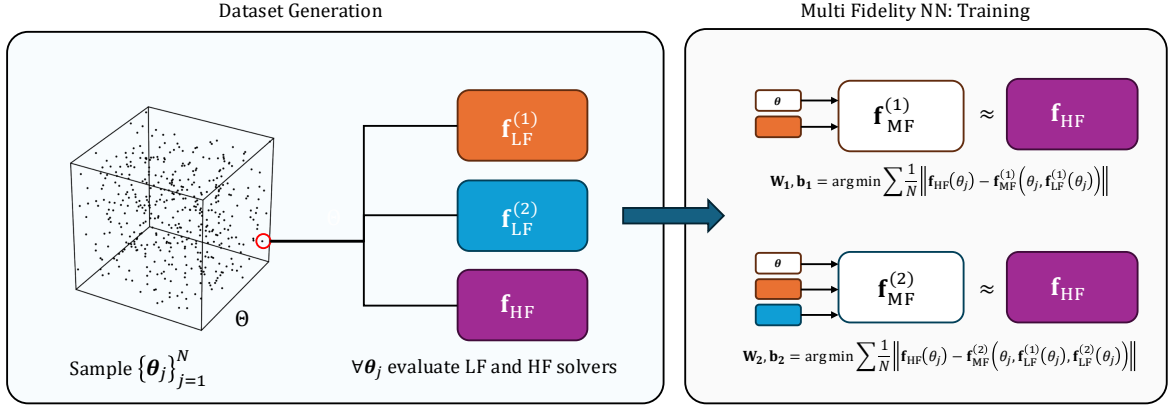 Dataset Generation
f_LF^(1)
f_LF^(2)
f_HF
Θ
Sample {θ_j}_{j=1}^N
∀θ_j evaluate LF and HF solvers
Multi Fidelity NN: Training
θ
f_MF^(1) ≈ f_HF
W_1, b_1 = arg min ∑ 1/N ‖f_HF(θ_j) − f_MF^(1)(θ_j, f_LF^(1)(θ_j))‖
θ
f_MF^(2) ≈ f_HF
W_2, b_2 = arg min ∑ 1/N ‖f_HF(θ_j) − f_MF^(2)(θ_j, f_LF^(1)(θ_j), f_LF^(2)(θ_j))‖